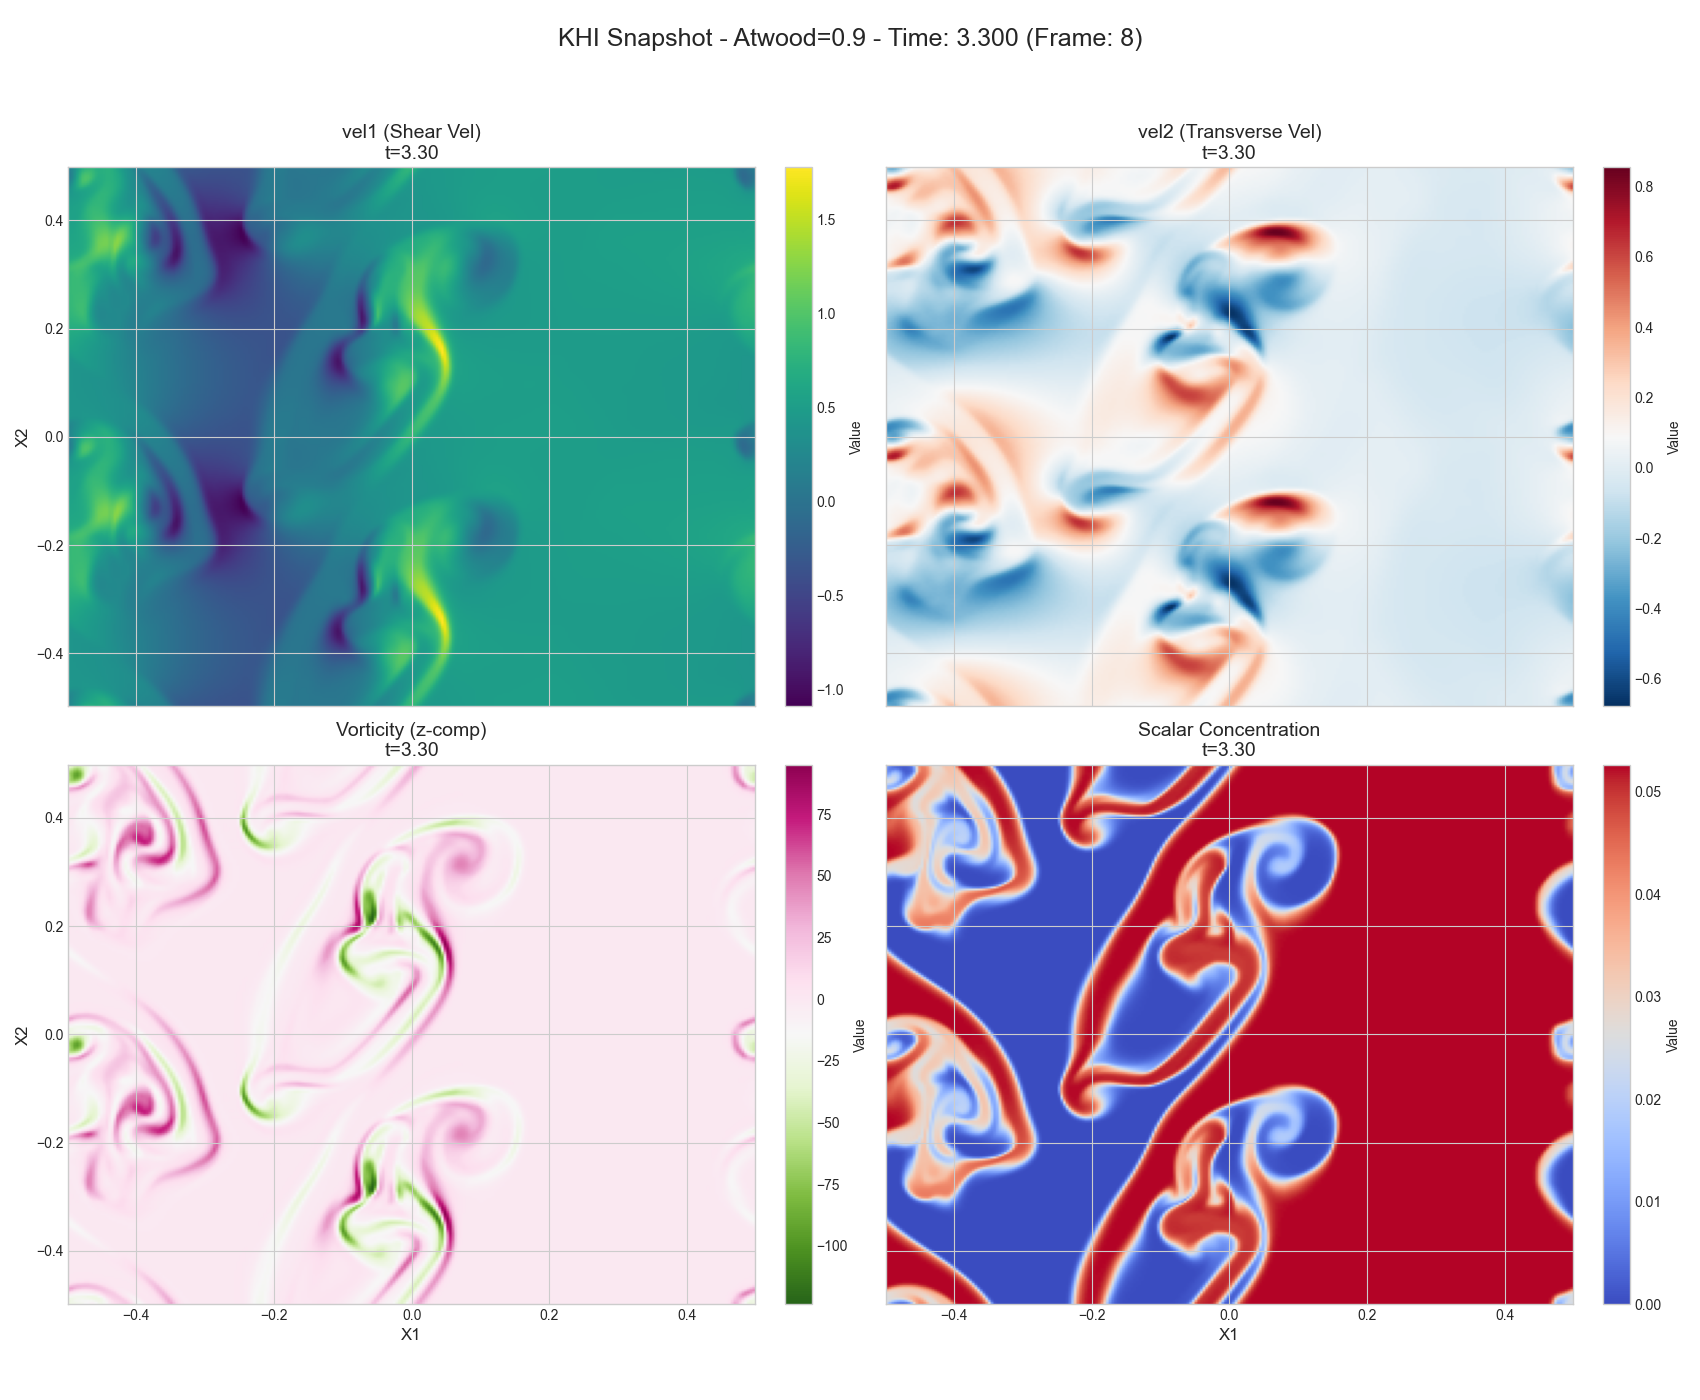 KHI Snapshot - Atwood=0.9 - Time: 3.300 (Frame: 8)
vel1 (Shear Vel)
t=3.30
X2
0.4
0.2
0.0
−0.2
−0.4
1.5
1.0
0.5
0.0
−0.5
−1.0
Value
vel2 (Transverse Vel)
t=3.30
0.8
0.6
0.4
0.2
0.0
−0.2
−0.4
−0.6
Value
Vorticity (z-comp)
t=3.30
X2
0.4
0.2
0.0
−0.2
−0.4
−0.4
−0.2
0.0
0.2
0.4
X1
75
50
25
0
−25
−50
−75
−100
Value
Scalar Concentration
t=3.30
−0.4
−0.2
0.0
0.2
0.4
X1
0.05
0.04
0.03
0.02
0.01
0.00
Value